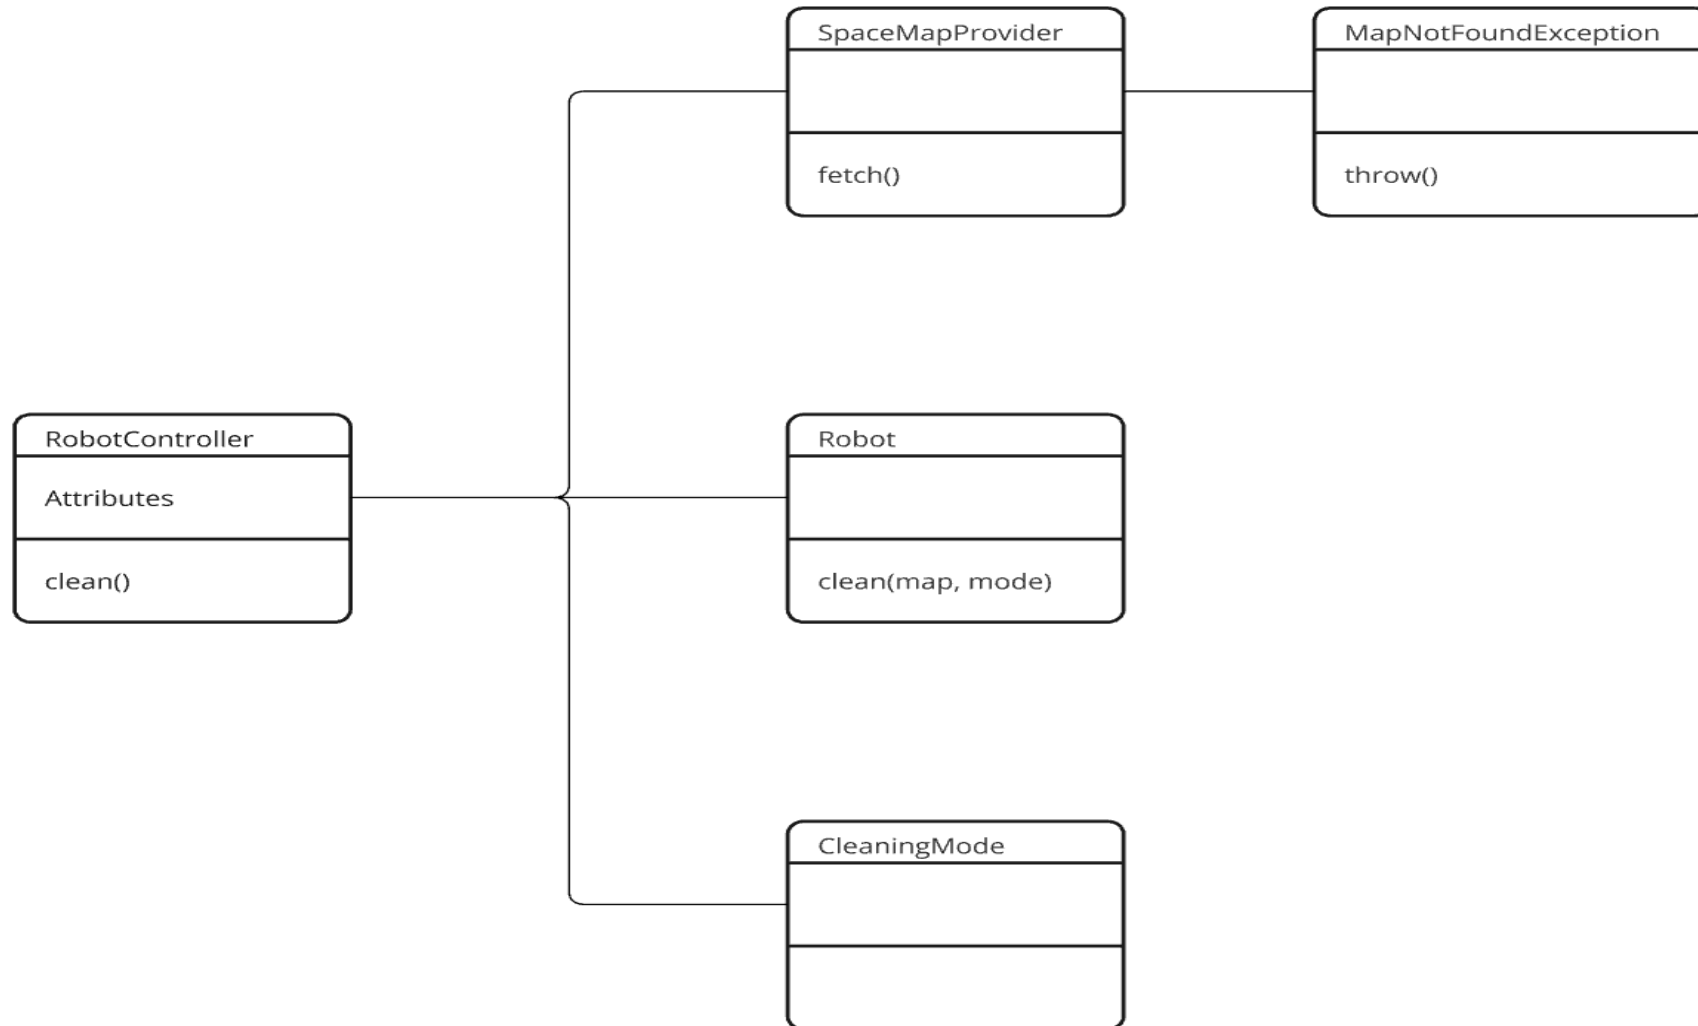 SpaceMapProvider
fetch()
MapNotFoundException
throw()
RobotController
Attributes
clean()
Robot
clean(map, mode)
CleaningMode